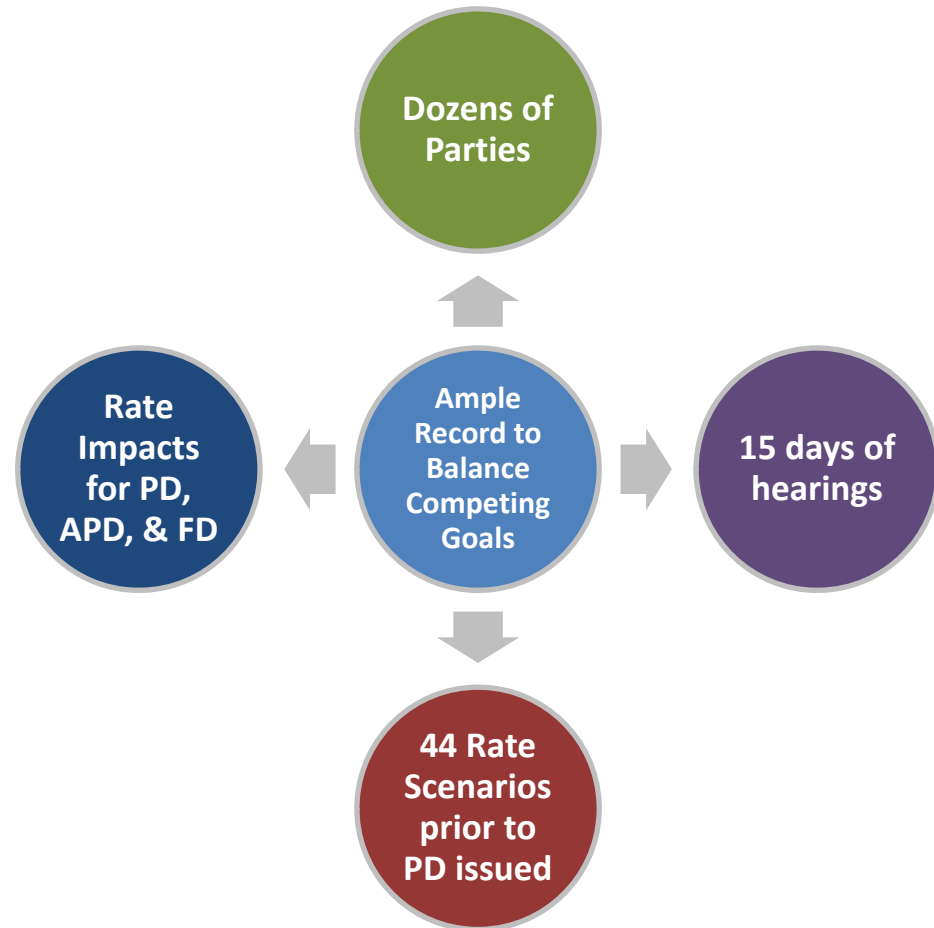 Dozens of
Parties
Rate
Impacts
for PD,
APD, & FD
Ample
Record to
Balance
Competing
Goals
15 days of
hearings
44 Rate
Scenarios
prior to
PD issued